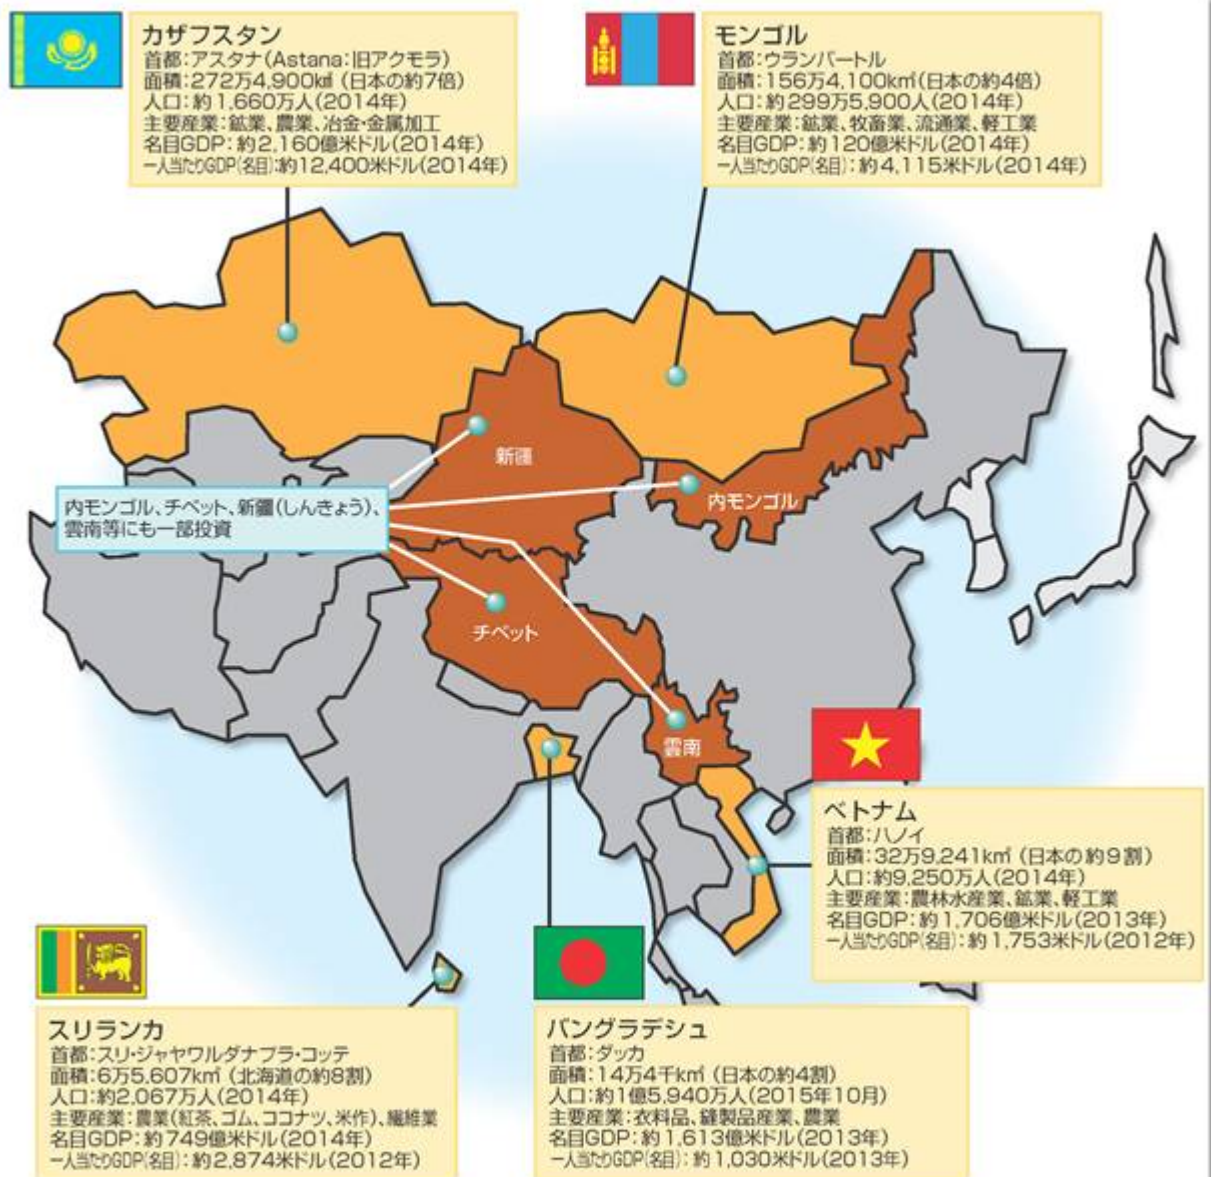 カザフスタン
首都：アスタナ(Astana：旧アクモラ)
面積：272万4,900㎢ (日本の約7倍)
人口：約1,660万人(2014年)
主要産業：鉱業、農業、冶金・金属加工
名目GDP：約2,160億米ドル(2014年)
一人当たりGDP(名目)：約12,400米ドル(2014年)
モンゴル
首都：ウランバートル
面積：156万4,100k㎡(日本の約4倍)
人口：約299万5,900人(2014年)
主要産業：鉱業、牧畜業、流通業、軽工業
名目GDP：約120億米ドル(2014年)
一人当たりGDP(名目)：約4,115米ドル(2014年)
新疆
内モンゴル
内モンゴル、チベット、新疆(しんきょう)、
雲南等にも一部投資
チベット
雲南
ベトナム
首都：ハノイ
面積：32万9,241k㎡ (日本の約9割)
人口：約9,250万人(2014年)
主要産業：農林水産業、鉱業、軽工業
名目GDP：約1,706億米ドル(2013年)
一人当たりGDP(名目)：約1,753米ドル(2012年)
スリランカ
首都：スリ・ジャヤワルダナプラ・コッテ
面積：6万5,607k㎡ (北海道の約8割)
人口：約2,067万人(2014年)
主要産業：農業(紅茶、ゴム、ココナツ、米作)、繊維業
名目GDP：約749億米ドル(2014年)
一人当たりGDP(名目)：約2,874米ドル(2012年)
バングラデシュ
首都：ダッカ
面積：14万4千k㎡ (日本の約4割)
人口：約1億5,940万人(2015年10月)
主要産業：衣料品、縫製品産業、農業
名目GDP：約1,613億米ドル(2013年)
一人当たりGDP(名目)：約1,030米ドル(2013年)